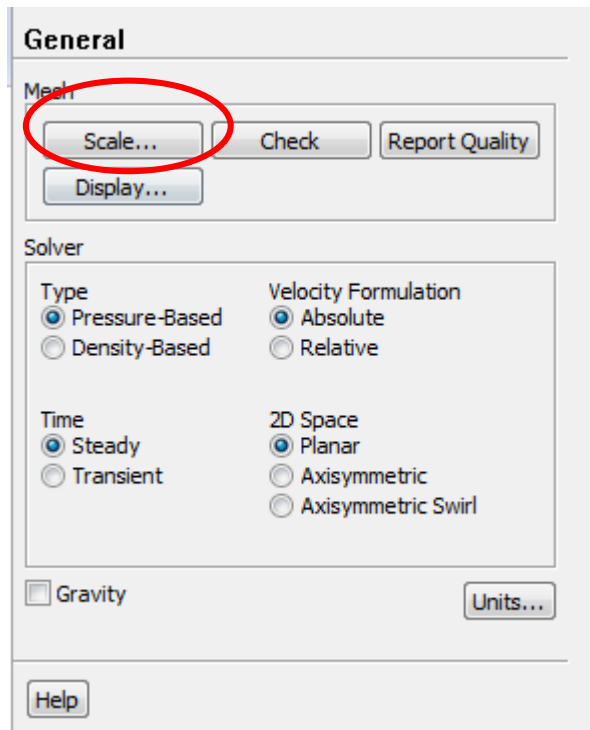 General
Mesh
Scale... Check Report Quality
Display...
Solver
Type Velocity Formulation
Pressure-Based Absolute
Density-Based Relative
Time 2D Space
Steady Planar
Transient Axisymmetric
Axisymmetric Swirl
Gravity Units...
Help